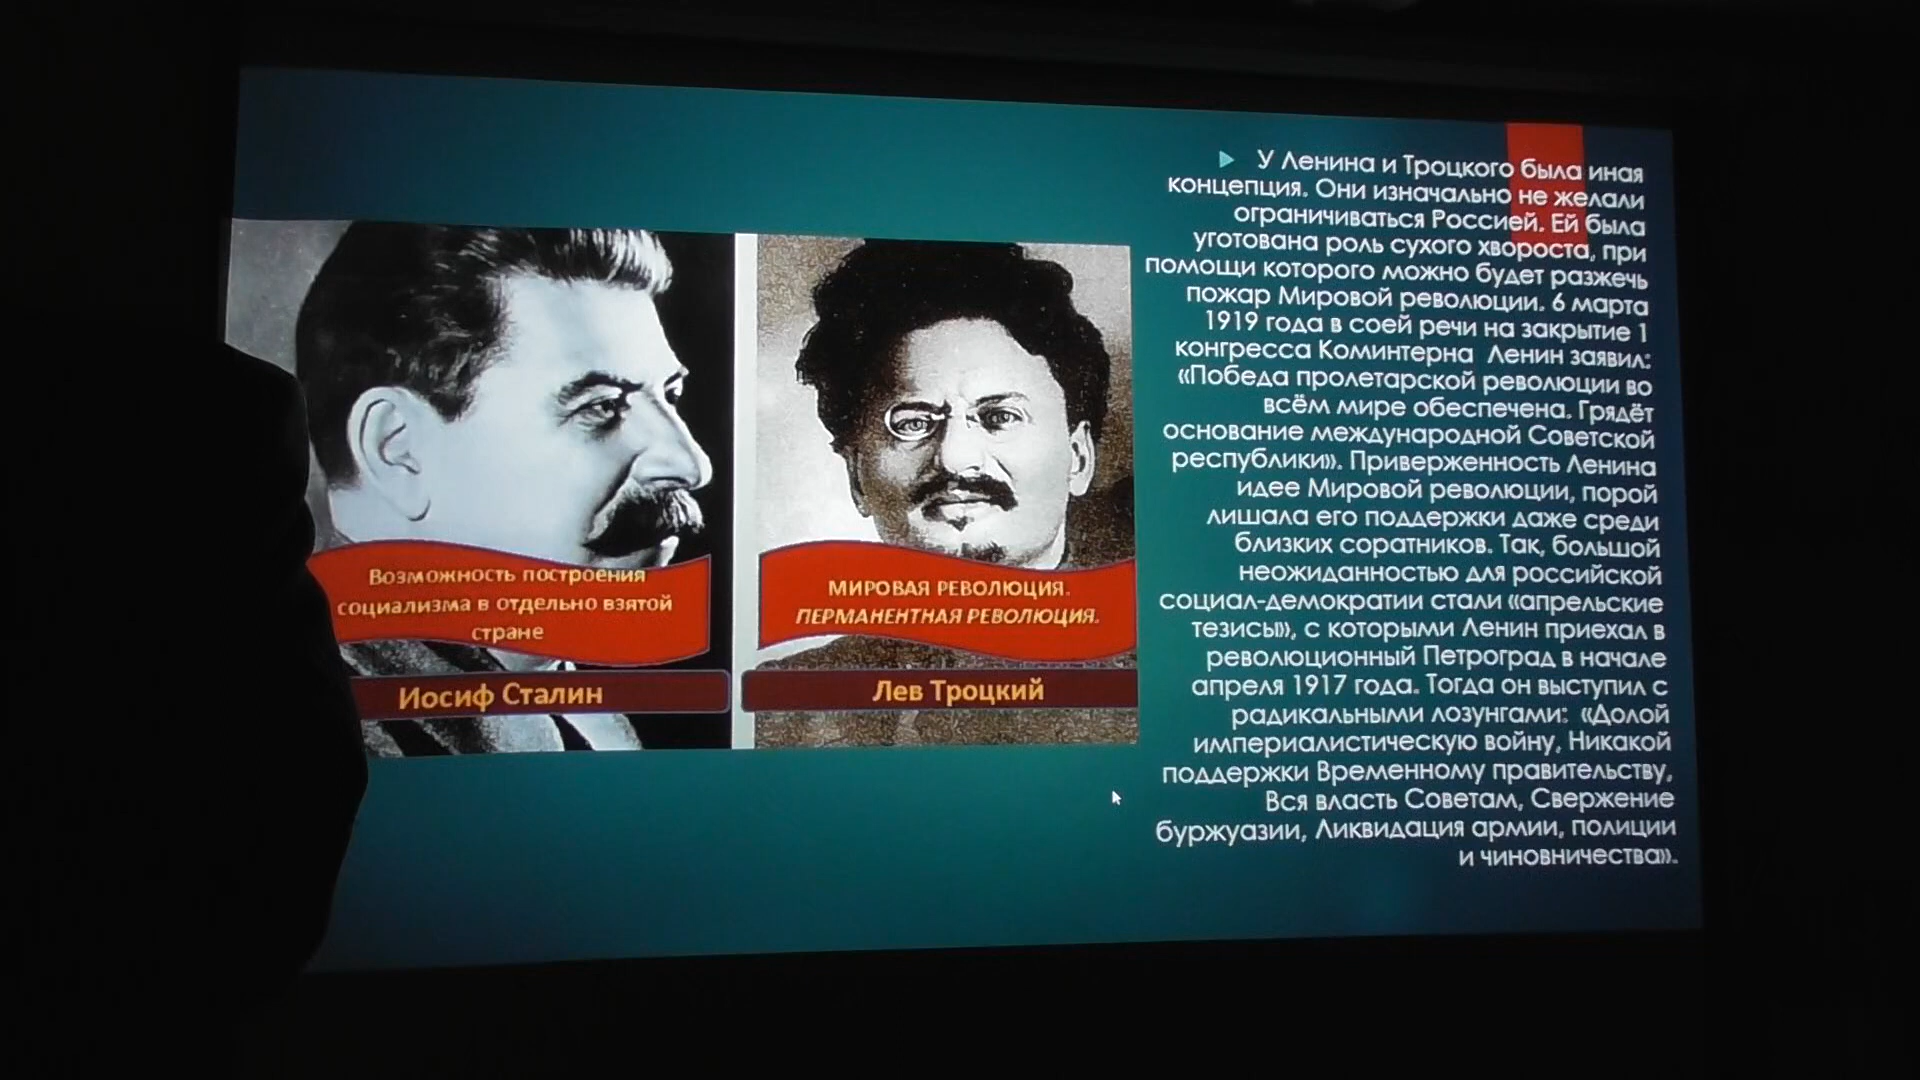 Возможность построения
социализма в отдельно взятой
стране
Иосиф Сталин
МИРОВАЯ РЕВОЛЮЦИЯ.
ПЕРМАНЕНТНАЯ РЕВОЛЮЦИЯ.
Лев Троцкий
У Ленина и Троцкого была иная
концепция. Они изначально не желали
ограничиваться Россией. Ей была
уготована роль сухого хвороста, при
помощи которого можно будет разжечь
пожар Мировой революции. 6 марта
1919 года в соей речи на закрытие 1
конгресса Коминтерна Ленин заявил:
«Победа пролетарской революции во
всём мире обеспечена. Грядёт
основание международной Советской
республики». Приверженность Ленина
идее Мировой революции, порой
лишала его поддержки даже среди
близких соратников. Так, большой
неожиданностью для российской
социал-демократии стали «апрельские
тезисы», с которыми Ленин приехал в
революционный Петроград в начале
апреля 1917 года. Тогда он выступил с
радикальными лозунгами: «Долой
империалистическую войну, Никакой
поддержки Временному правительству,
Вся власть Советам, Свержение
буржуазии, Ликвидация армии, полиции
и чиновничества».